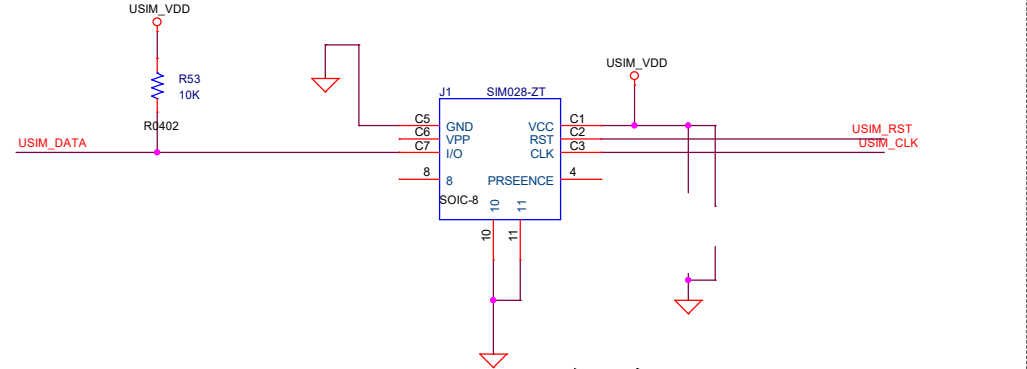 USIM_VDD
R53
10K
R0402
USIM_DATA
USIM_VDD
J1 SIM028-ZT
C5 GND VCC C1
C6 VPP RST C2
C7 I/O CLK C3
8 8 PRSEENCE 4
SOIC-8 10 11
10 11
USIM_RST
USIM_CLK